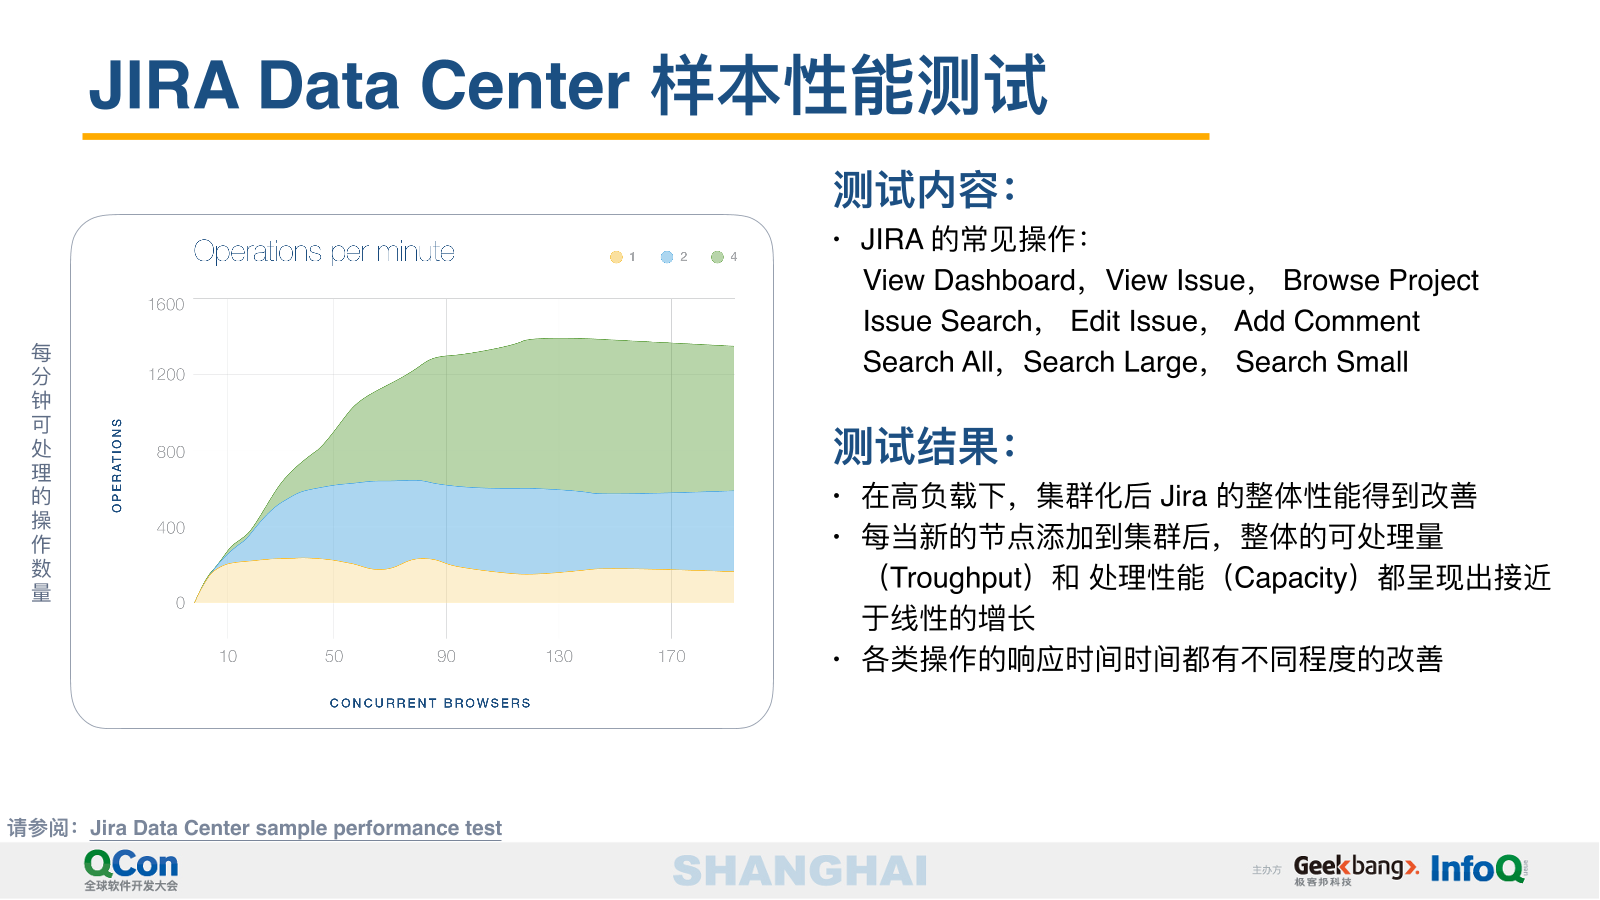 JIRA Data Center 样本性能测试
Operations per minute
1
2
4
1600
1200
800
400
0
10
50
90
130
170
OPERATIONS
CONCURRENT BROWSERS
每分钟可处理的操作数量
测试内容：
• JIRA 的常见操作：
View Dashboard，View Issue， Browse Project
Issue Search， Edit Issue， Add Comment
Search All，Search Large， Search Small
测试结果：
• 在高负载下，集群化后 Jira 的整体性能得到改善
• 每当新的节点添加到集群后，整体的可处理量
（Troughput）和 处理性能（Capacity）都呈现出接近
于线性的增长
• 各类操作的响应时间时间都有不同程度的改善
请参阅：Jira Data Center sample performance test
QCon
全球软件开发大会
SHANGHAI
主办方
Geekbang>.
极客邦科技
InfoQ